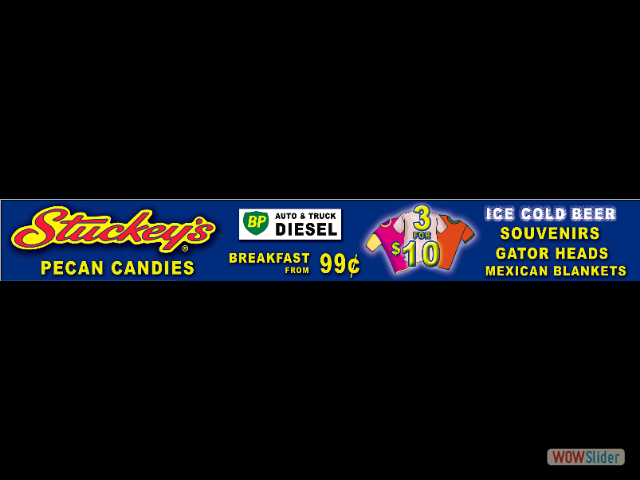 Stuckey's®
PECAN CANDIES
BP
AUTO & TRUCK
DIESEL
BREAKFAST
FROM 99¢
3
FOR
$10
ICE COLD BEER
SOUVENIRS
GATOR HEADS
MEXICAN BLANKETS
WOWSlider